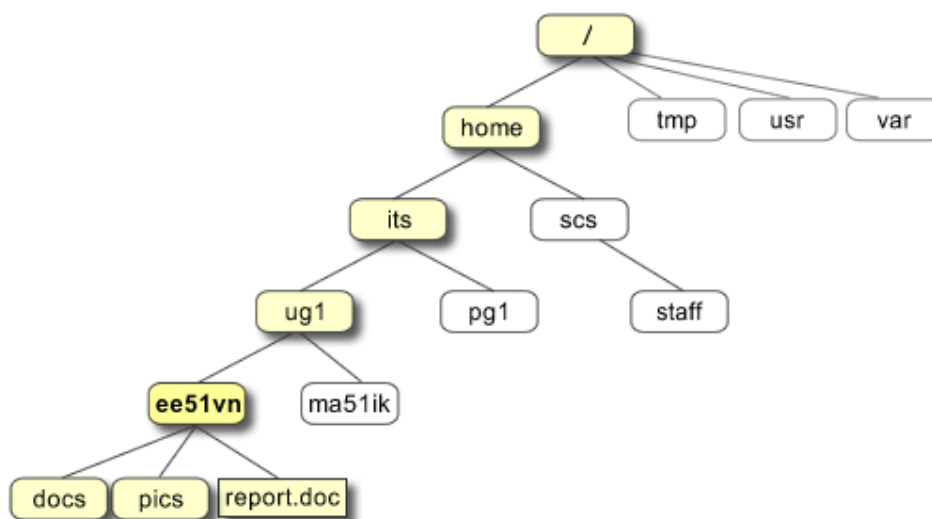 /
home
tmp
usr
var
its
scs
ug1
pg1
staff
ee51vn
ma51ik
docs
pics
report.doc